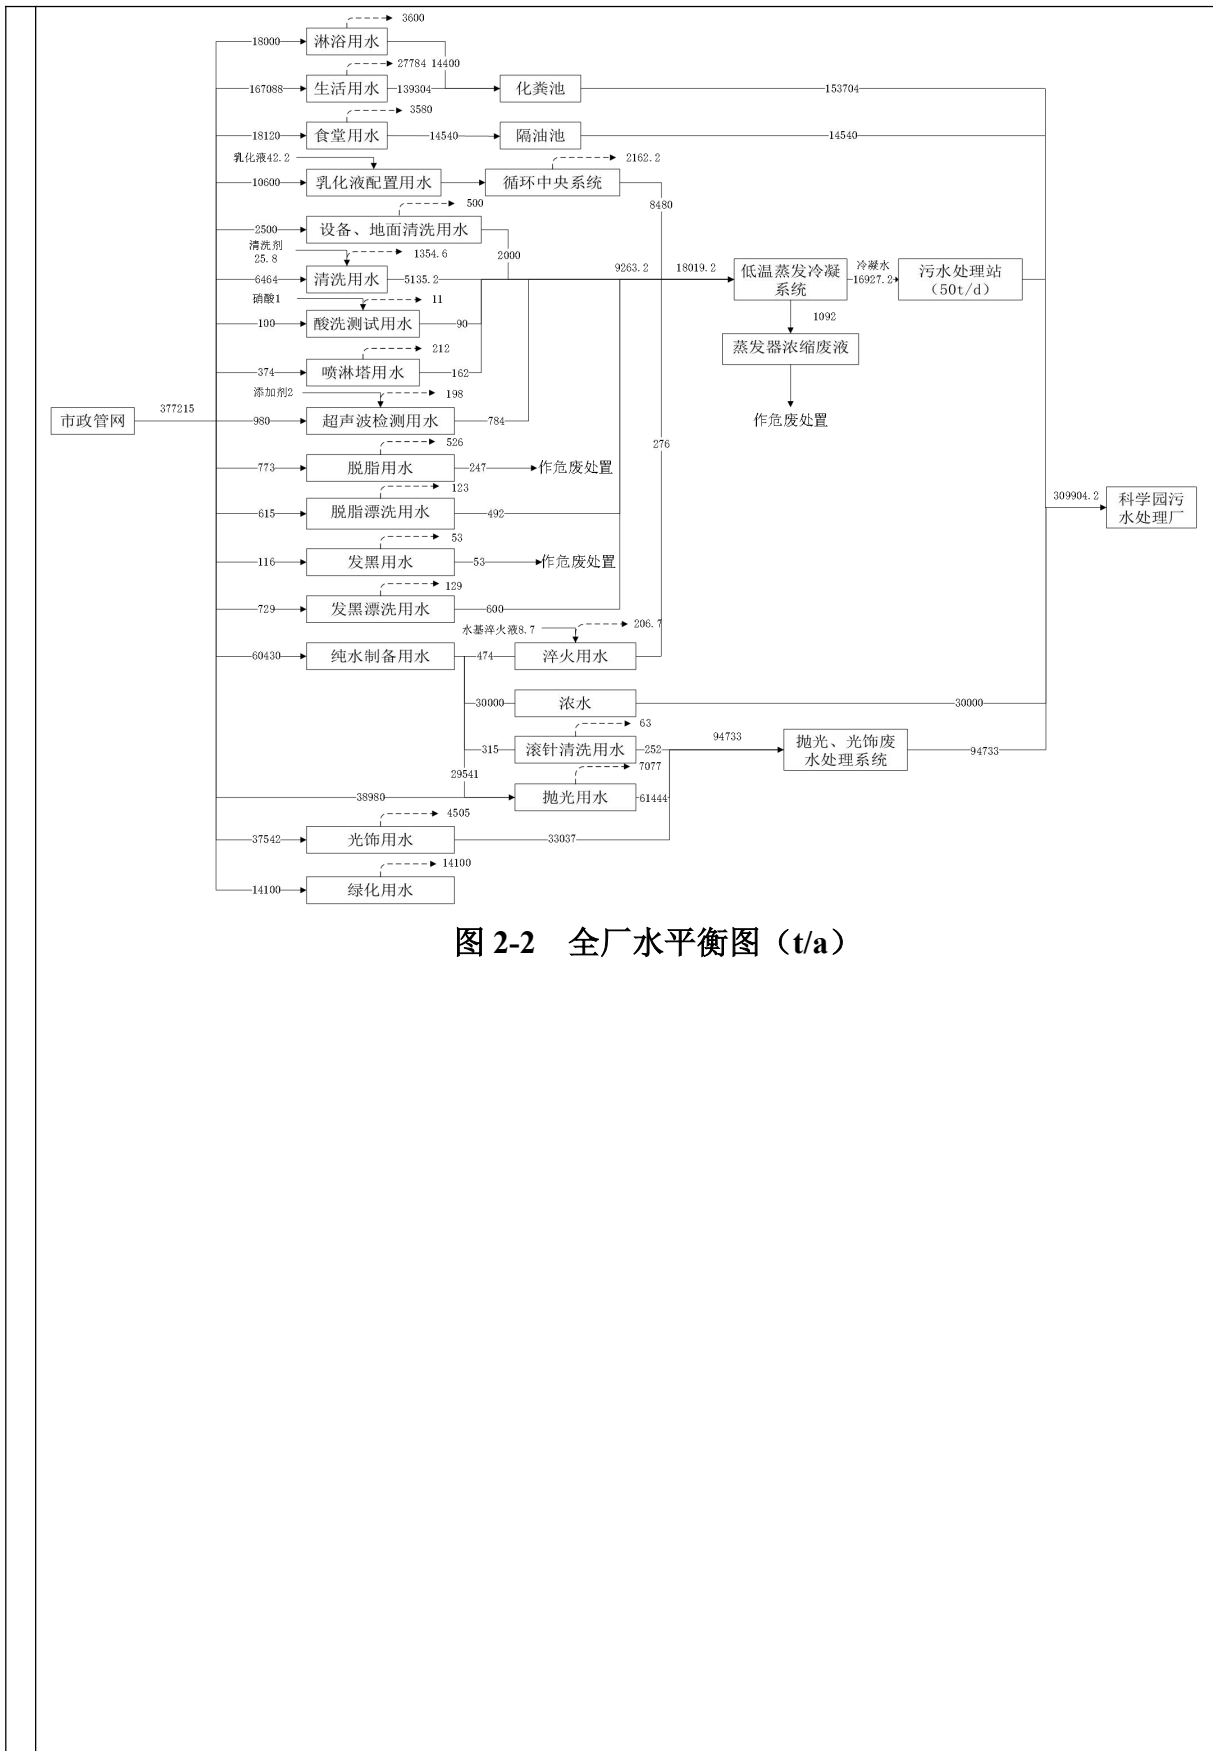 3600
18000 淋浴用水
27784 14400
167088 生活用水 139304 化粪池 153704
3580
18120 食堂用水 14540 隔油池 14540
乳化液42.2 2162.2
10600 乳化液配置用水 循环中央系统
8480
500
2500 设备、地面清洗用水
清洗剂
25.8 1354.6 2000
6464 清洗用水 5135.2 9263.2 18019.2 低温蒸发冷凝
系统
冷凝水
16927.2
污水处理站
（50t/d）
硝酸1 11
100 酸洗测试用水 90
1092
212 蒸发器浓缩废液
374 喷淋塔用水 162
添加剂2 198
市政管网 377215 980 超声波检测用水 784 作危废处置
276
526
773 脱脂用水 247 作危废处置
123
615 脱脂漂洗用水 492
309904.2 科学园污
水处理厂
53
116 发黑用水 53 作危废处置
129
729 发黑漂洗用水 600
水基淬火液8.7 206.7
60430 纯水制备用水 474 淬火用水
30000 浓水 30000
63
315 滚针清洗用水 252 94733 抛光、光饰废
水处理系统
94733
29541 7077
38980 抛光用水 61444
4505
37542 光饰用水 33037
14100
14100 绿化用水
图 2-2 全厂水平衡图（t/a）